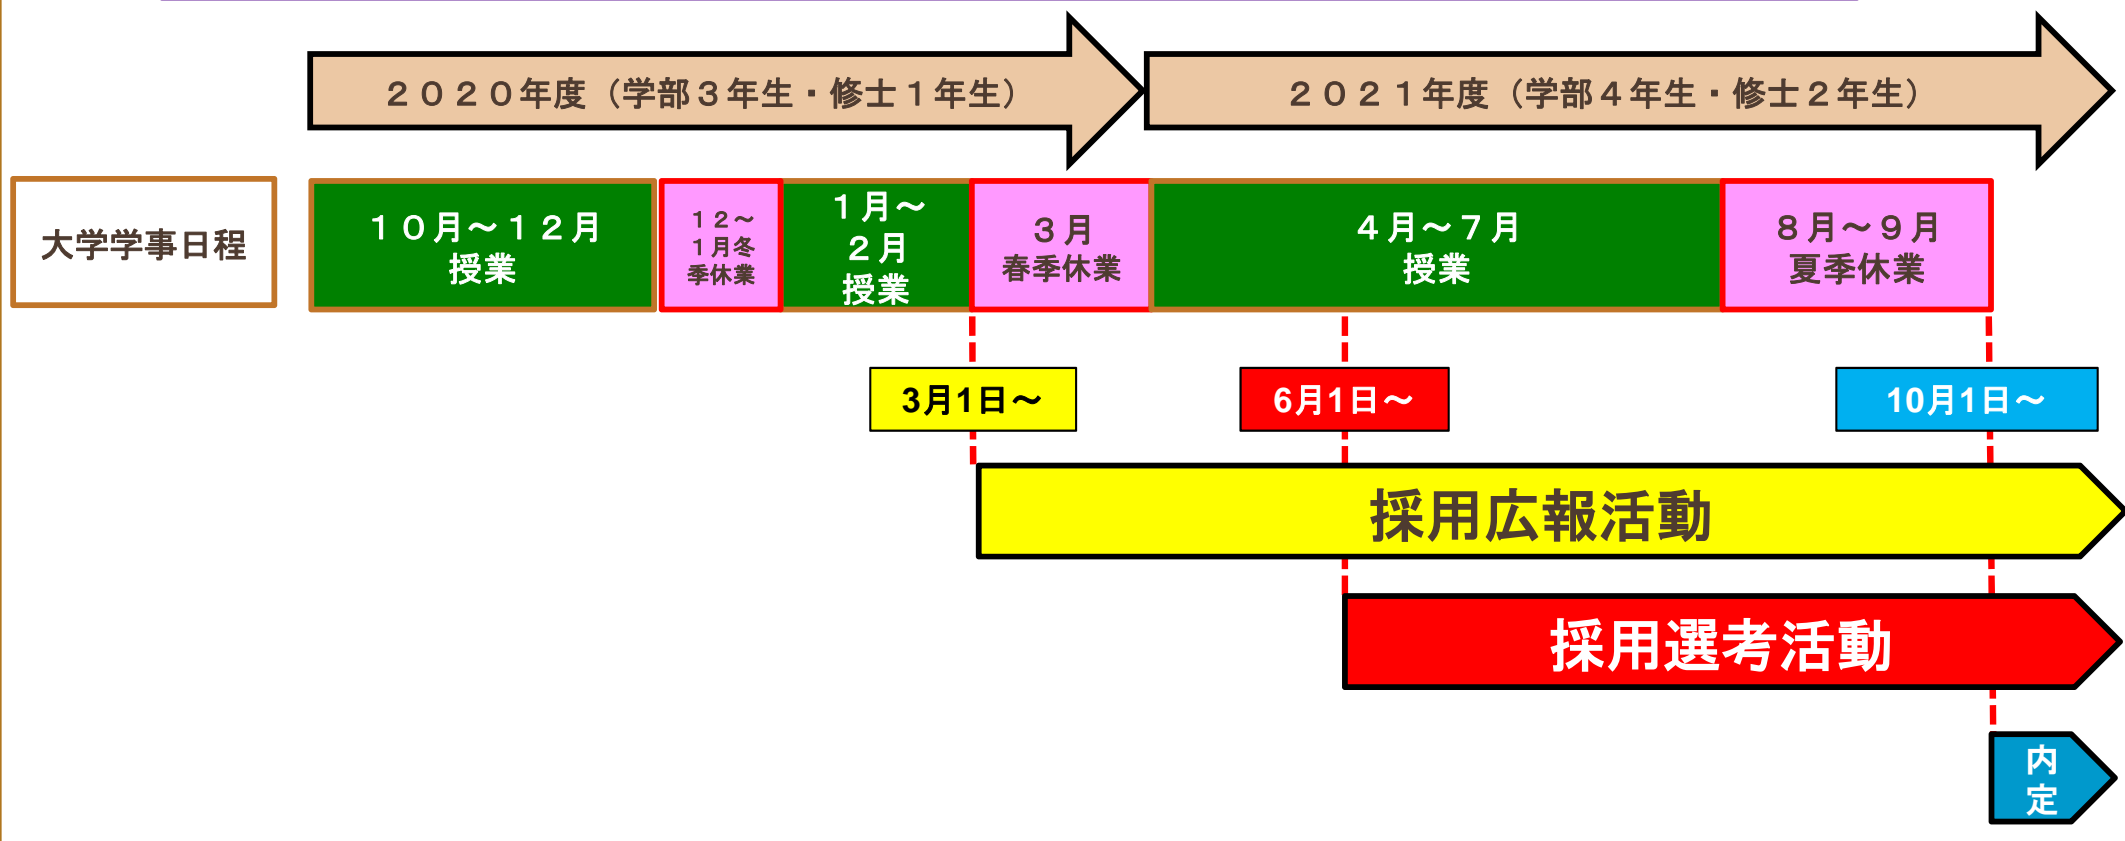 ２０２０年度（学部３年生・修士１年生）
２０２１年度（学部４年生・修士２年生）
大学学事日程
１０月～１２月
授業
１２～
１月冬
季休業
１月～
２月
授業
３月
春季休業
４月～７月
授業
８月～９月
夏季休業
3月1日～
6月1日～
10月1日～
採用広報活動
採用選考活動
内
定